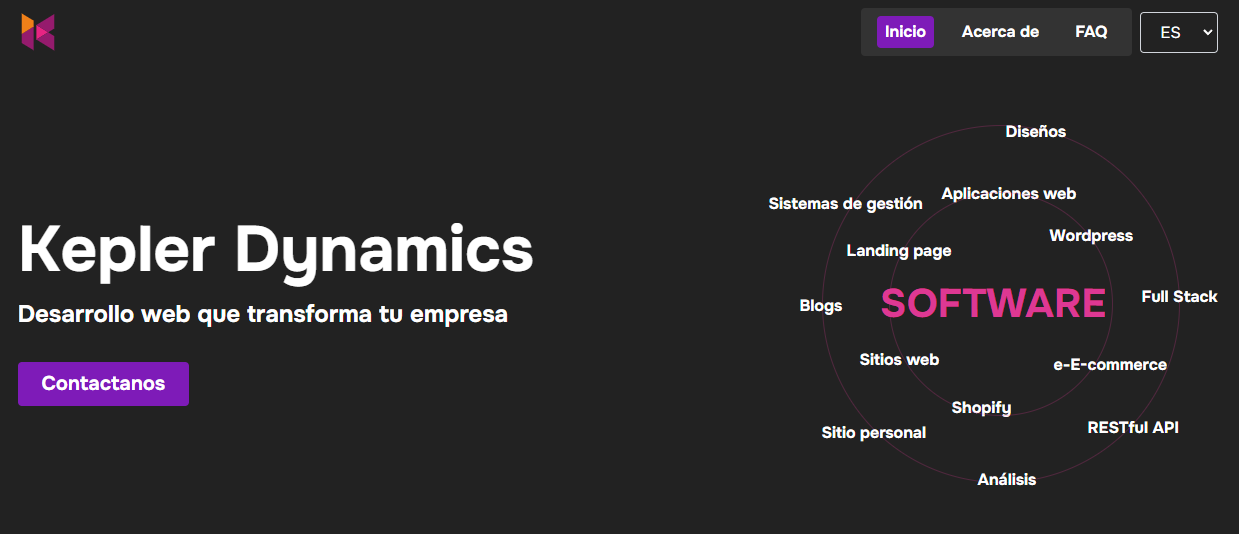 Inicio
Acerca de
FAQ
ES
Kepler Dynamics
Desarrollo web que transforma tu empresa
Contactanos
Diseños
Aplicaciones web
Sistemas de gestión
Wordpress
Landing page
Full Stack
Blogs
SOFTWARE
Sitios web
e-E-commerce
Shopify
RESTful API
Sitio personal
Análisis